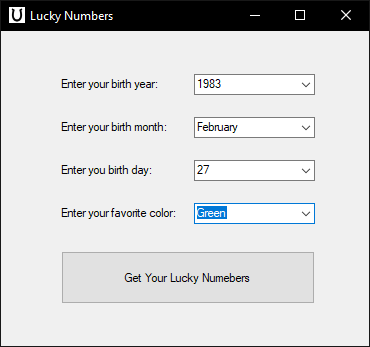 U Lucky Numbers
Enter your birth year: 1983
Enter your birth month: February
Enter you birth day: 27
Enter your favorite color: Green
Get Your Lucky Numebers